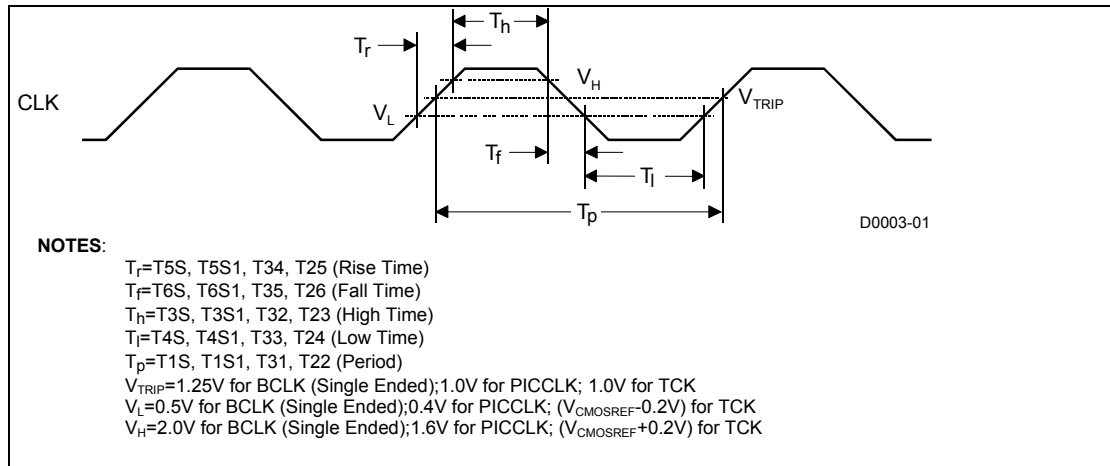 Th
Tr
VH
CLK
VTRIP
VL
Tf
Tl
Tp
D0003-01
NOTES:
Tr=T5S, T5S1, T34, T25 (Rise Time)
Tf=T6S, T6S1, T35, T26 (Fall Time)
Th=T3S, T3S1, T32, T23 (High Time)
Tl=T4S, T4S1, T33, T24 (Low Time)
Tp=T1S, T1S1, T31, T22 (Period)
VTRIP=1.25V for BCLK (Single Ended);1.0V for PICCLK; 1.0V for TCK
VL=0.5V for BCLK (Single Ended);0.4V for PICCLK; (VCMOSREF-0.2V) for TCK
VH=2.0V for BCLK (Single Ended);1.6V for PICCLK; (VCMOSREF+0.2V) for TCK